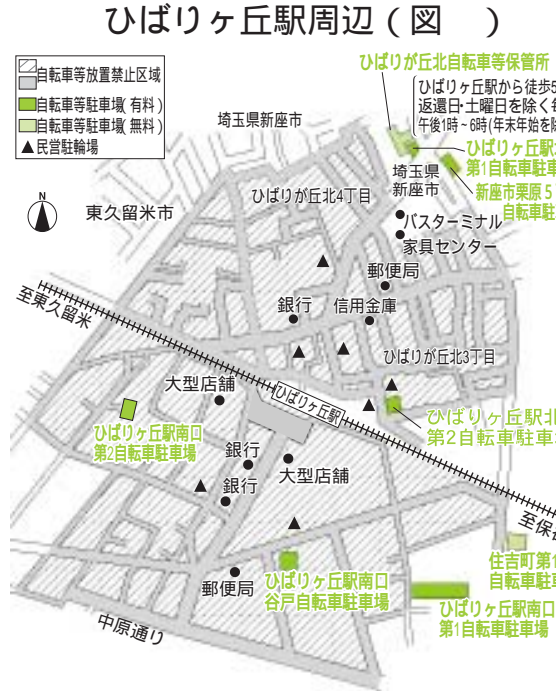 ひばりヶ丘駅周辺(図　)
自転車等放置禁止区域
自転車等駐車場(有料)
自転車等駐車場(無料)
▲民営駐輪場
ひばりが丘北自転車等保管所
ひばりヶ丘駅から徒歩5
返還日・土曜日を除く毎
午後1時～6時(年末年始を除
埼玉県新座市
ひばりヶ丘駅
第1自転車駐車
埼玉県
新座市
新座市栗原5
自転車駐
N
東久留米市
ひばりが丘北4丁目
バスターミナル
家具センター
郵便局
至東久留米
銀行
信用金庫
ひばりが丘北3丁目
大型店舗
ひばりヶ丘駅
ひばりヶ丘駅北
第2自転車駐車
ひばりヶ丘駅南口
第2自転車駐車場
銀行
大型店舗
銀行
至保
住吉町第1
自転車駐車
郵便局
ひばりヶ丘駅南口
谷戸自転車駐車場
ひばりヶ丘駅南口
第1自転車駐車場
中原通り